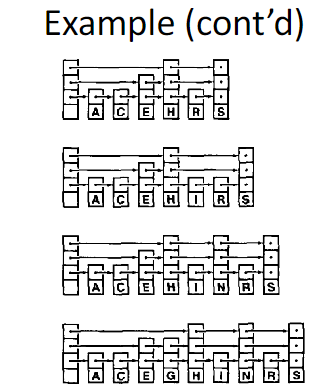 Example (cont'd)
A C E H R S
A C E H I R S
A C E H I N R S
A C E G H I N R S